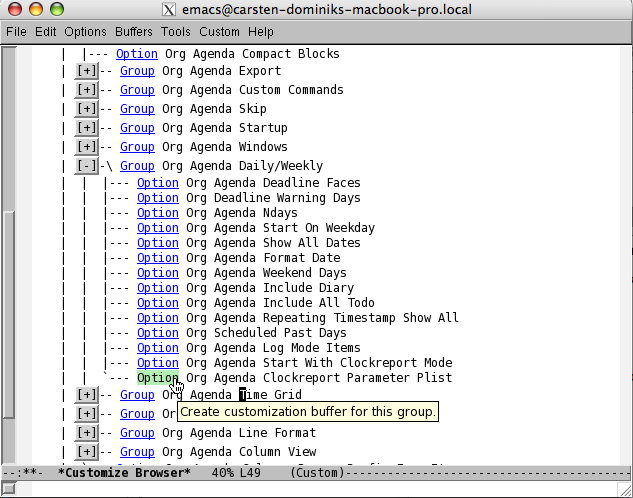 emacs@carsten-dominiks-macbook-pro.local
File Edit Options Buffers Tools Custom Help
| |--- Option Org Agenda Compact Blocks
| [+]-- Group Org Agenda Export
| [+]-- Group Org Agenda Custom Commands
| [+]-- Group Org Agenda Skip
| [+]-- Group Org Agenda Startup
| [+]-- Group Org Agenda Windows
| [-]-\ Group Org Agenda Daily/Weekly
| | |--- Option Org Agenda Deadline Faces
| | |--- Option Org Deadline Warning Days
| | |--- Option Org Agenda Ndays
| | |--- Option Org Agenda Start On Weekday
| | |--- Option Org Agenda Show All Dates
| | |--- Option Org Agenda Format Date
| | |--- Option Org Agenda Weekend Days
| | |--- Option Org Agenda Include Diary
| | |--- Option Org Agenda Include All Todo
| | |--- Option Org Agenda Repeating Timestamp Show All
| | |--- Option Org Scheduled Past Days
| | |--- Option Org Agenda Log Mode Items
| | |--- Option Org Agenda Start With Clockreport Mode
| | `--- Option Org Agenda Clockreport Parameter Plist
| [+]-- Group Org Agenda Time Grid
| [+]-- Group Or
Create customization buffer for this group.
| [+]-- Group Org Agenda Line Format
| [+]-- Group Org Agenda Column View
--:**- *Customize Browser* 40% L49 (Custom)--------------------